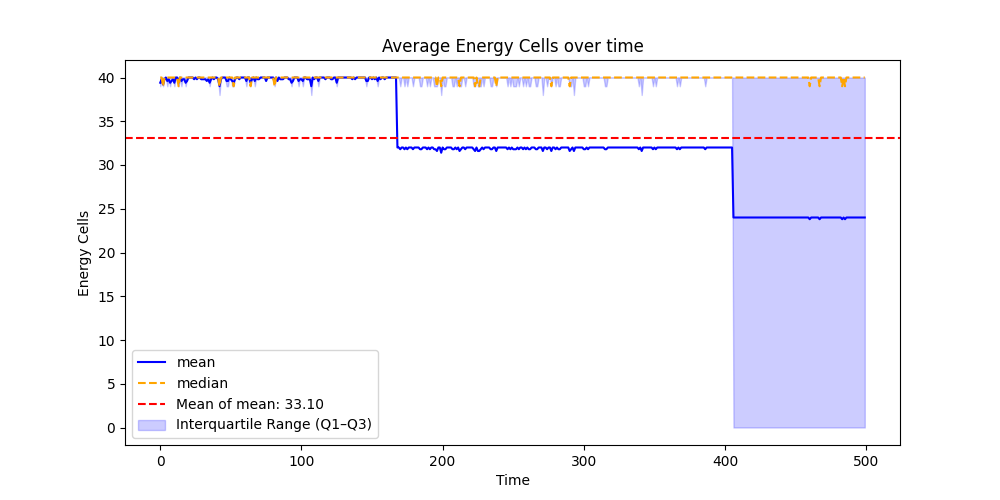 Average Energy Cells over time
Energy Cells
40
35
30
25
20
15
10
5
0
mean
median
Mean of mean: 33.10
Interquartile Range (Q1–Q3)
0 100 200 300 400 500
Time